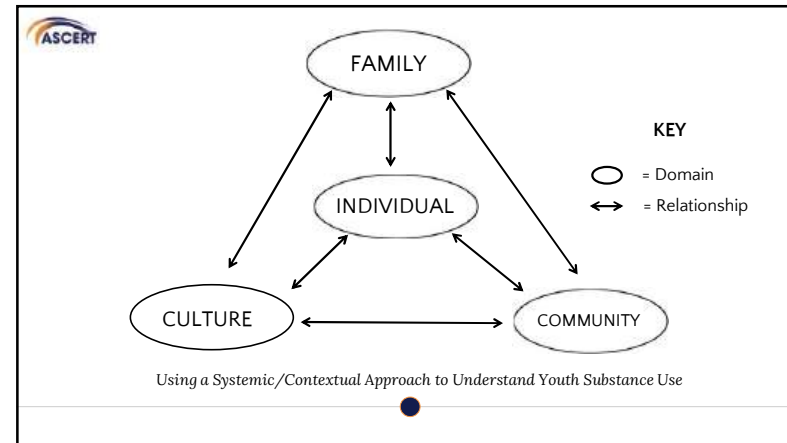 ASCERT
FAMILY
KEY
= Domain
INDIVIDUAL
= Relationship
CULTURE
COMMUNITY
Using a Systemic/Contextual Approach to Understand Youth Substance Use